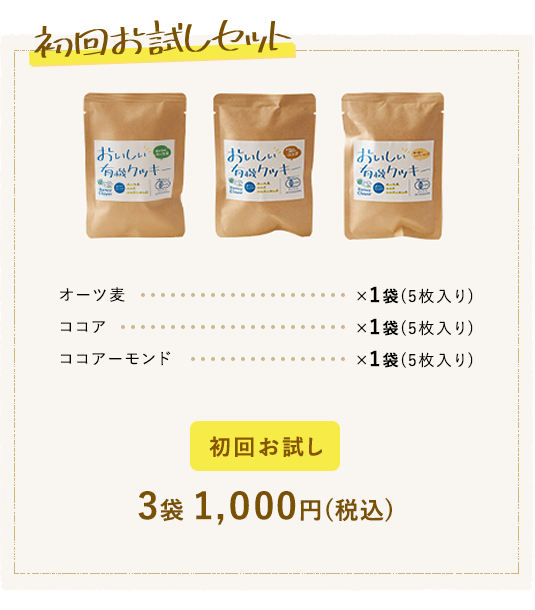 初回お試しセット
おいしい
有機クッキー
おいしい
有機クッキー
おいしい
有機クッキー
オーツ麦 ×1袋(5枚入り)
ココア ×1袋(5枚入り)
ココアーモンド ×1袋(5枚入り)
初回お試し
3袋 1,000円(税込)